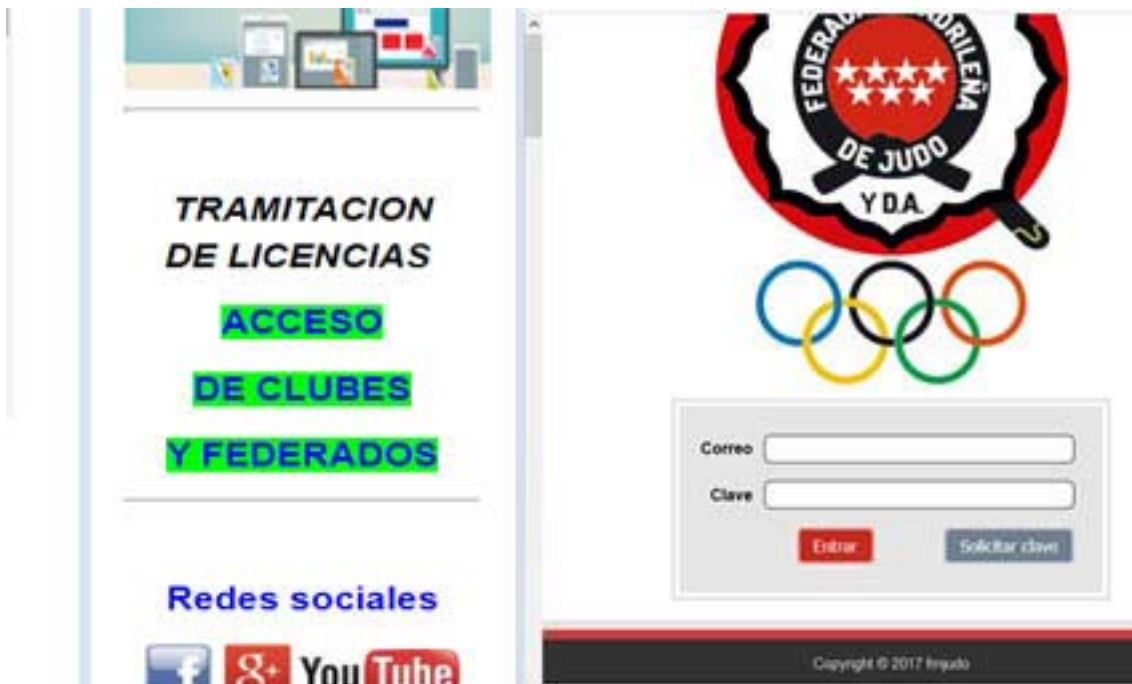 TRAMITACION
DE LICENCIAS
ACCESO
DE CLUBES
Y FEDERADOS
Redes sociales
f
g+
You Tube
DE JUDO
Y D.A.
Correo
Clave
Entrar
Solicitar clave
Copyright © 2017 fmjudo